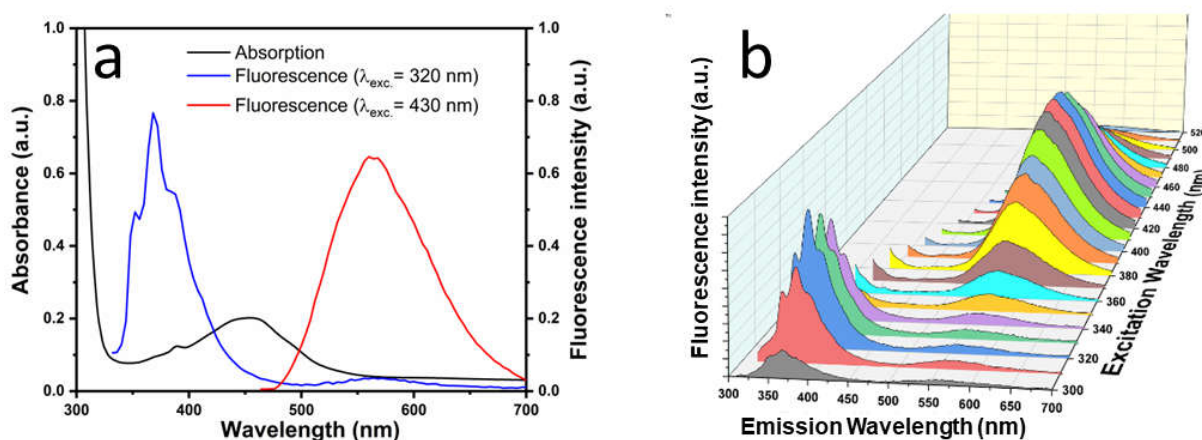 a
Absorption
Fluorescence (λexc.= 320 nm)
Fluorescence (λexc.= 430 nm)
Absorbance (a.u.)
1.0
0.8
0.6
0.4
0.2
0.0
300 400 500 600 700
Wavelength (nm)
1.0
0.8
0.6
0.4
0.2
0.0
Fluorescence intensity (a.u.)
b
Fluorescence intensity (a.u.)
300 350 400 450 500 550 600 650 700
Emission Wavelength (nm)
520
500
480
460
440
420
400
380
360
340
320
300
Excitation Wavelength (nm)